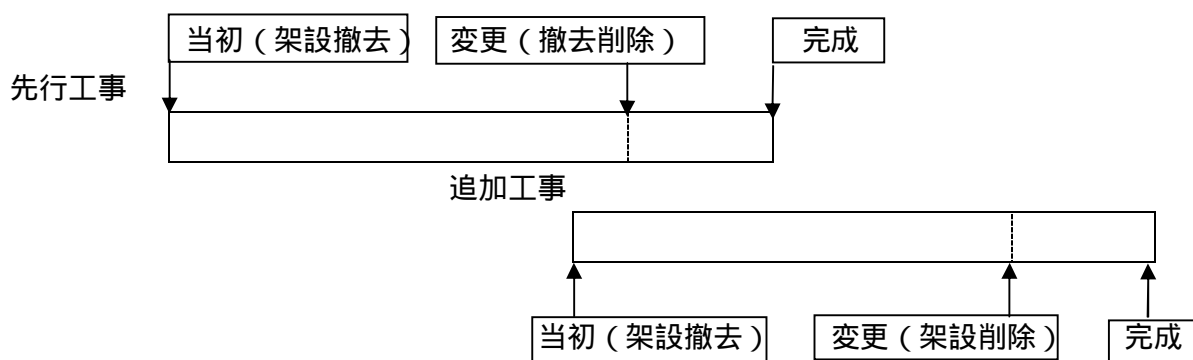 当初（架設撤去）
変更（撤去削除）
完成
先行工事
追加工事
当初（架設撤去）
変更（架設削除）
完成